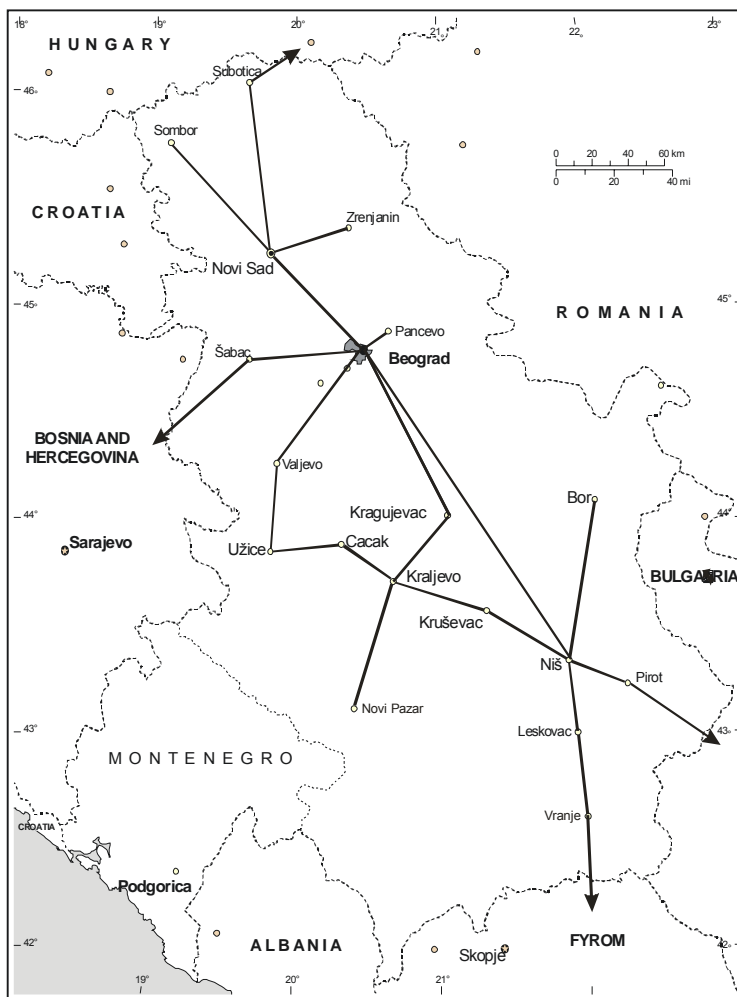 18° 19° 20° 21° 22° 23°
HUNGARY
Subotica
46°
Sombor
0 20 40 60 km
0 20 40 mi
CROATIA
Zrenjanin
Novi Sad
45° 45°
ROMANIA
Pancevo
Šabac
Beograd
BOSNIA AND
HERCEGOVINA
Valjevo
Bor
44° 44°
Kragujevac
Sarajevo
Užice
Cacak
BULGARIA
Kraljevo
Kruševac
Niš
Pirot
Novi Pazar
43° 43°
Leskovac
MONTENEGRO
Vranje
CROATIA
Podgorica
42° 42°
ALBANIA
Skopje
FYROM
19° 20° 21° 22°